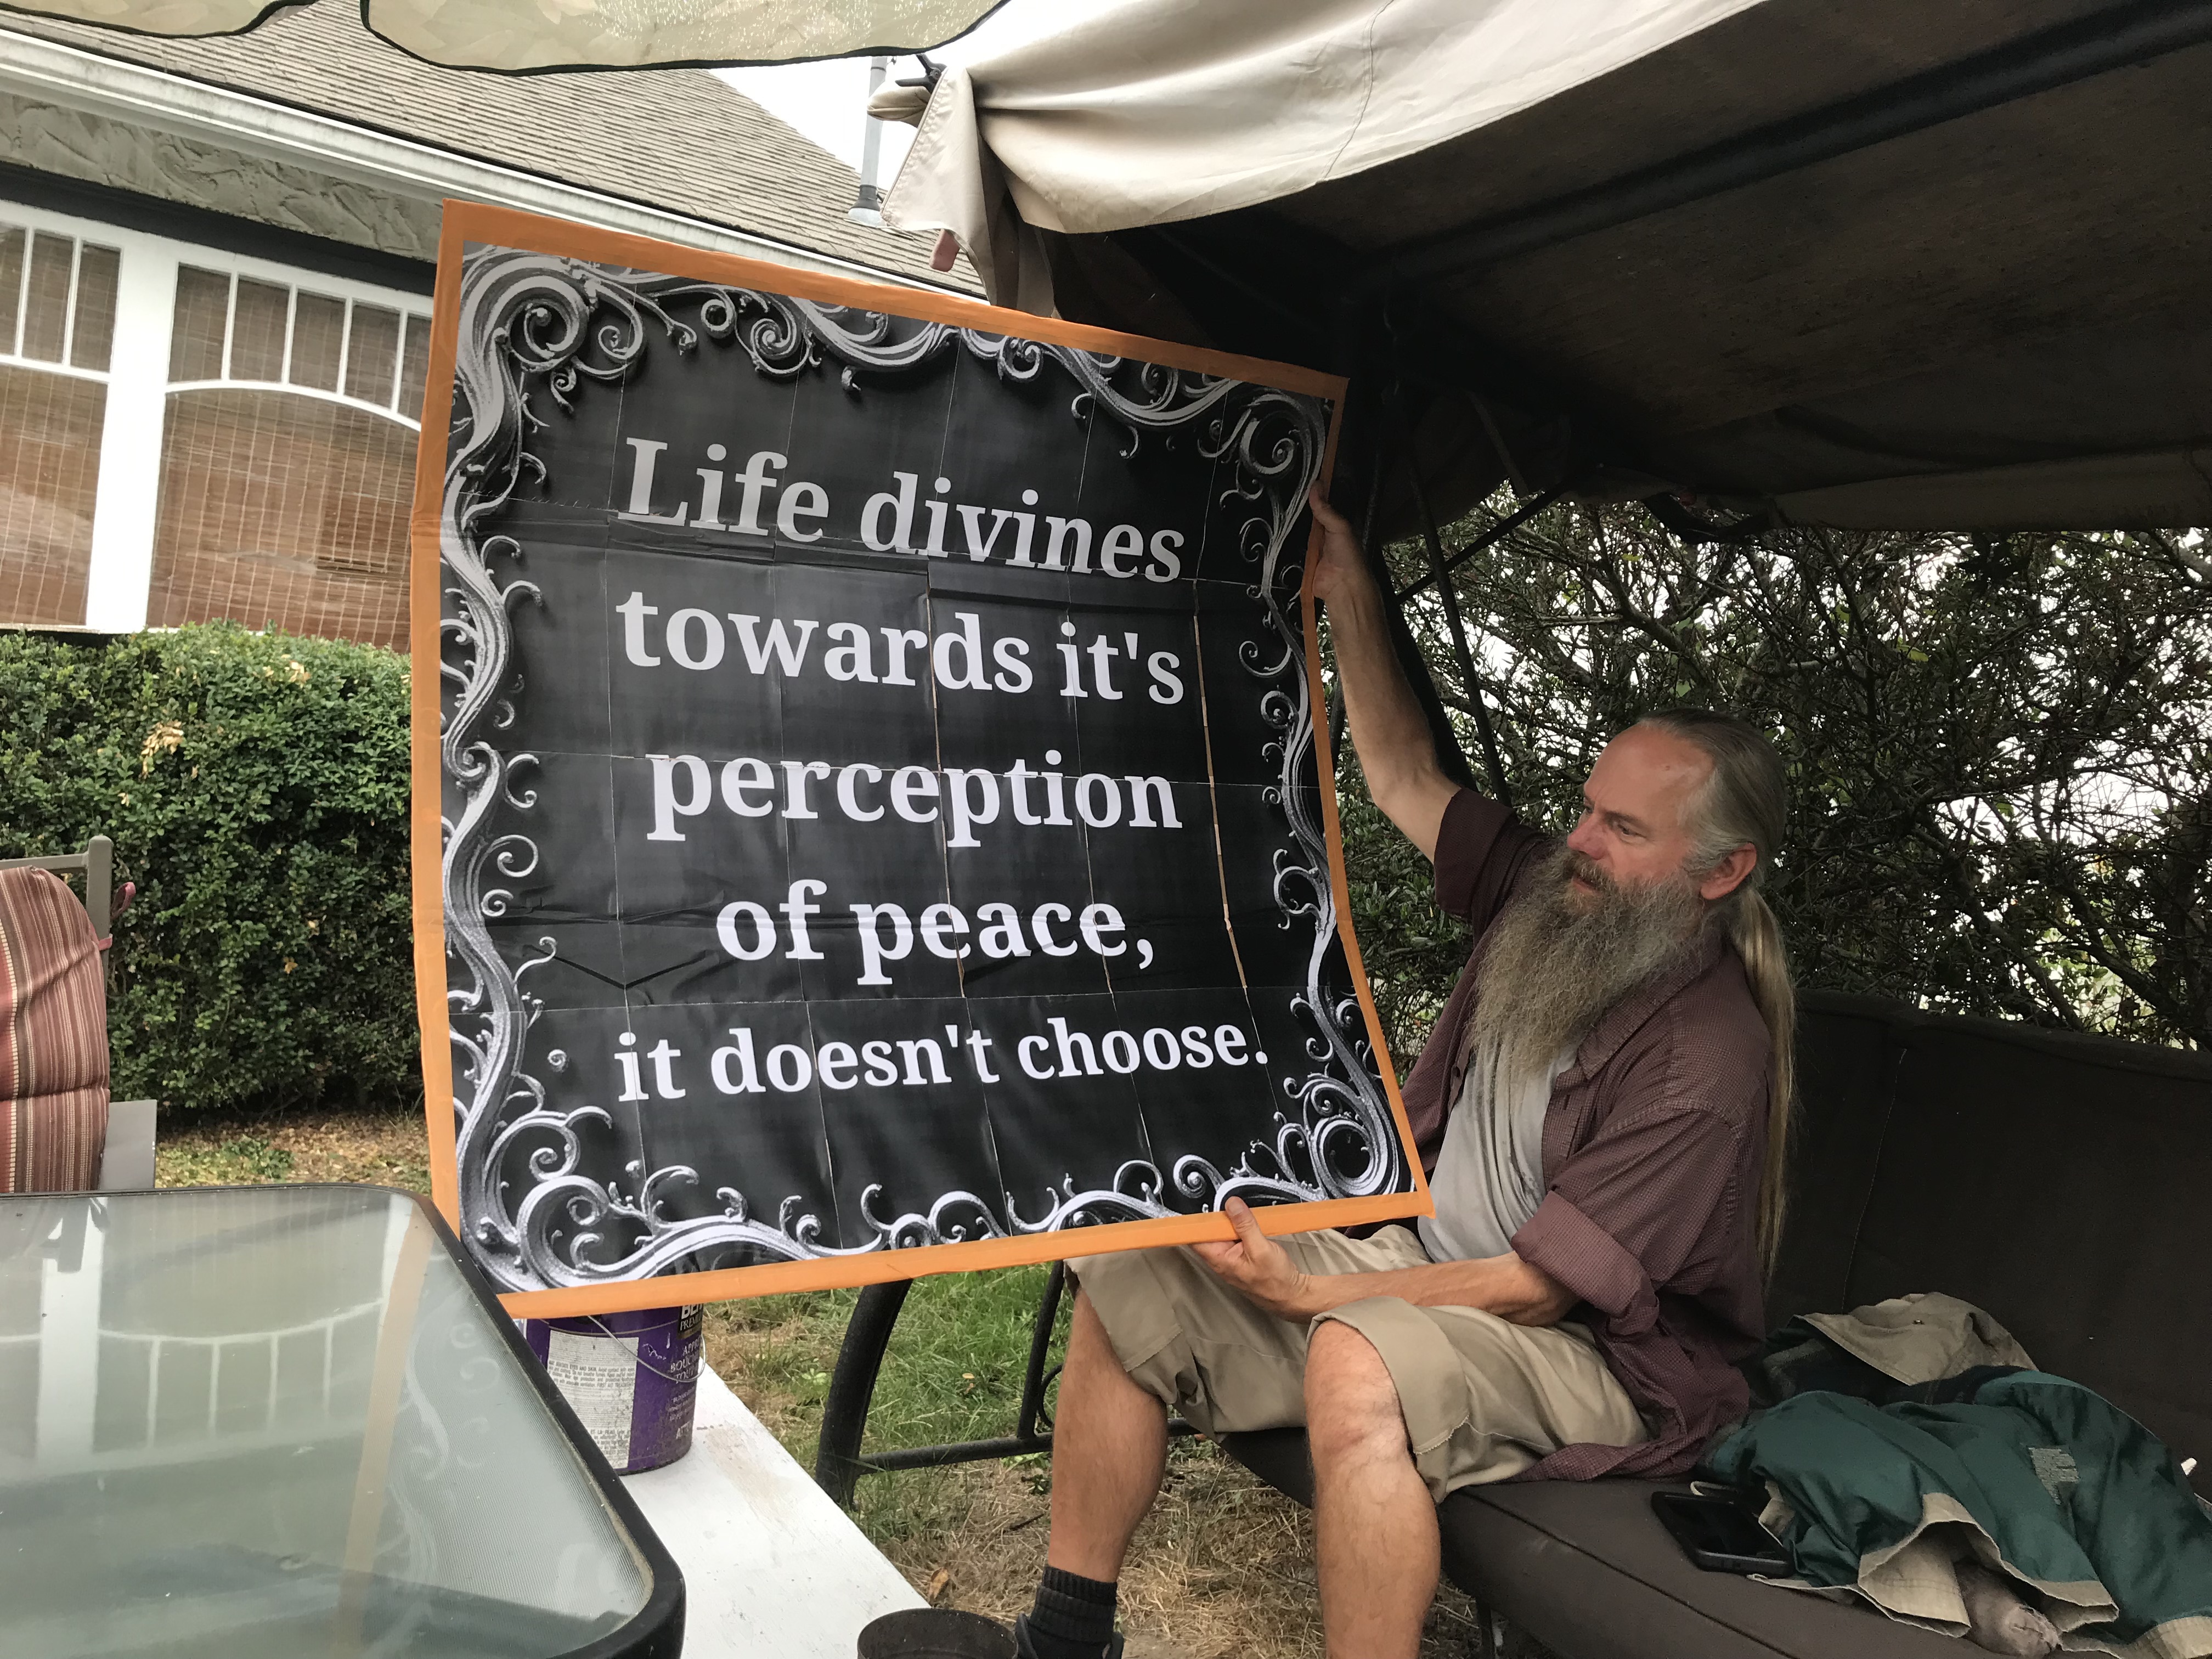 Life divines
towards it's
perception
of peace,
it doesn't choose.